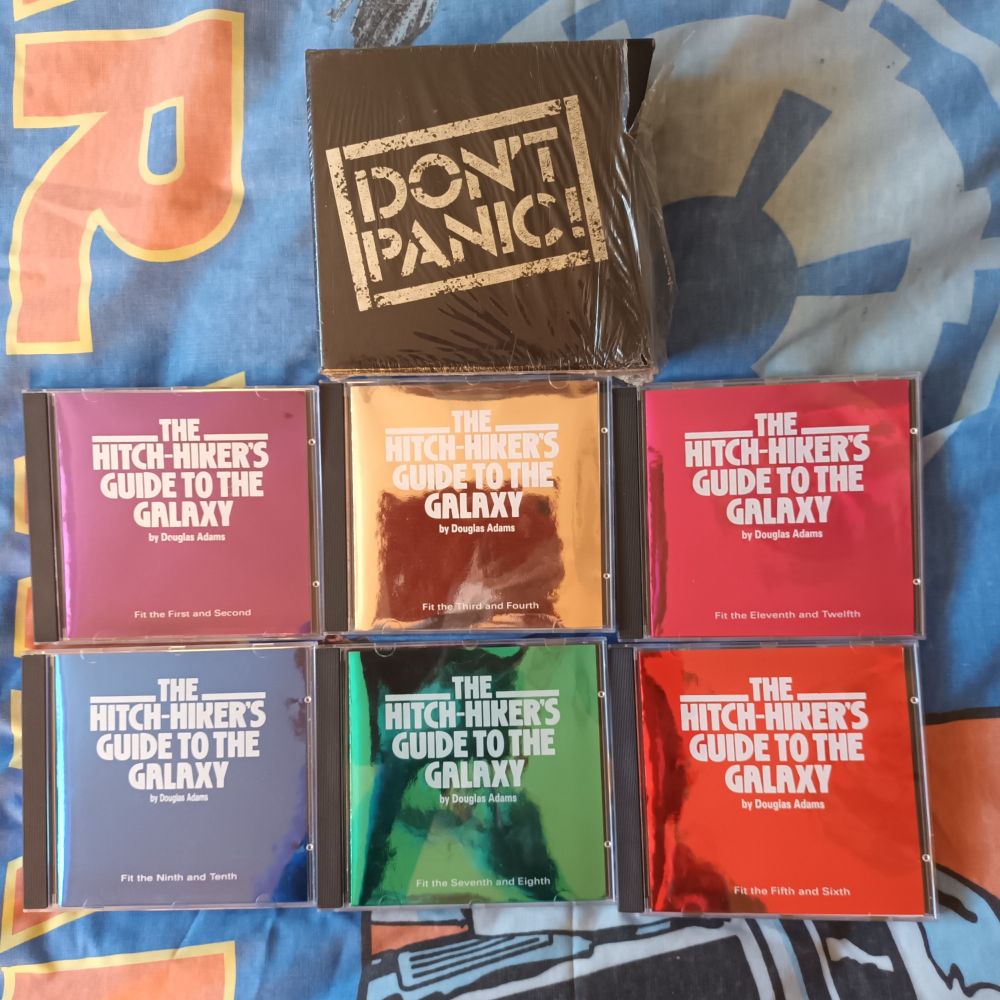 DON'T
PANIC!
THE
HITCH-HIKER'S
GUIDE TO THE
GALAXY
by Douglas Adams
Fit the First and Second
THE
HITCH-HIKER'S
GUIDE TO THE
GALAXY
by Douglas Adams
Fit the Third and Fourth
THE
HITCH-HIKER'S
GUIDE TO THE
GALAXY
by Douglas Adams
Fit the Eleventh and Twelfth
THE
HITCH-HIKER'S
GUIDE TO THE
GALAXY
by Douglas Adams
Fit the Ninth and Tenth
THE
HITCH-HIKER'S
GUIDE TO THE
GALAXY
by Douglas Adams
Fit the Seventh and Eighth
THE
HITCH-HIKER'S
GUIDE TO THE
GALAXY
by Douglas Adams
Fit the Fifth and Sixth